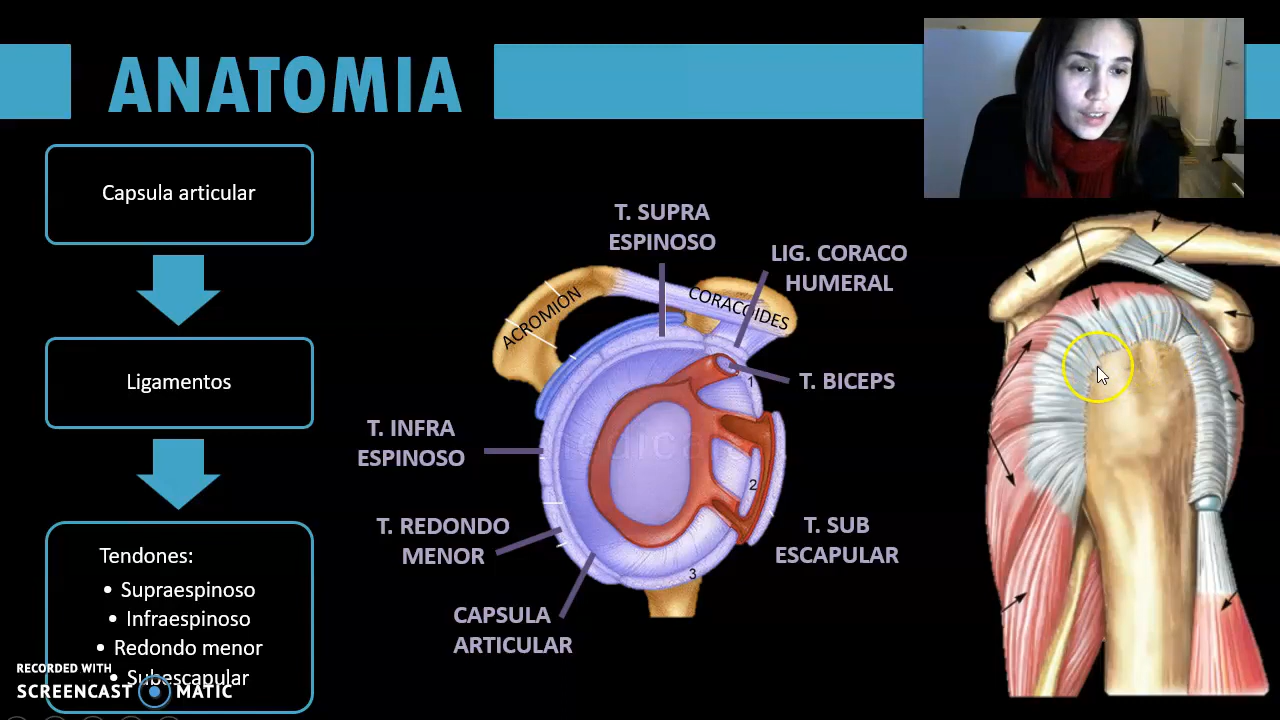 ANATOMIA
Capsula articular
Ligamentos
Tendones:
• Supraespinoso
• Infraespinoso
• Redondo menor
• Subescapular
T. SUPRA
ESPINOSO
LIG. CORACO
HUMERAL
ACROMION
CORACOIDES
1
T. BICEPS
T. INFRA
ESPINOSO
medica
2
T. REDONDO
MENOR
T. SUB
ESCAPULAR
3
CAPSULA
ARTICULAR
RECORDED WITH
SCREENCAST MATIC